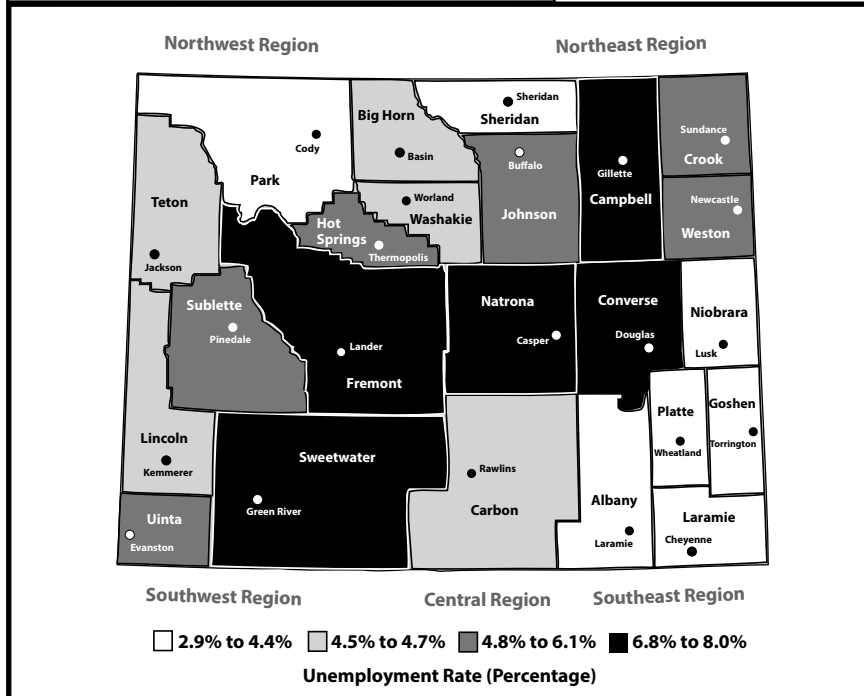 Northwest Region
Northeast Region
Sheridan
Sheridan
Big Horn
Basin
Cody
Park
Sundance
Crook
Buffalo
Gillette
Campbell
Johnson
Newcastle
Weston
Teton
Jackson
Worland
Washakie
Hot
Springs
Thermopolis
Sublette
Pinedale
Natrona
Casper
Converse
Douglas
Niobrara
Lusk
Lander
Fremont
Platte
Wheatland
Goshen
Torrington
Lincoln
Kemmerer
Sweetwater
Green River
Rawlins
Carbon
Albany
Laramie
Laramie
Cheyenne
Uinta
Evanston
Southwest Region
Central Region
Southeast Region
2.9% to 4.4%
4.5% to 4.7%
4.8% to 6.1%
6.8% to 8.0%
Unemployment Rate (Percentage)